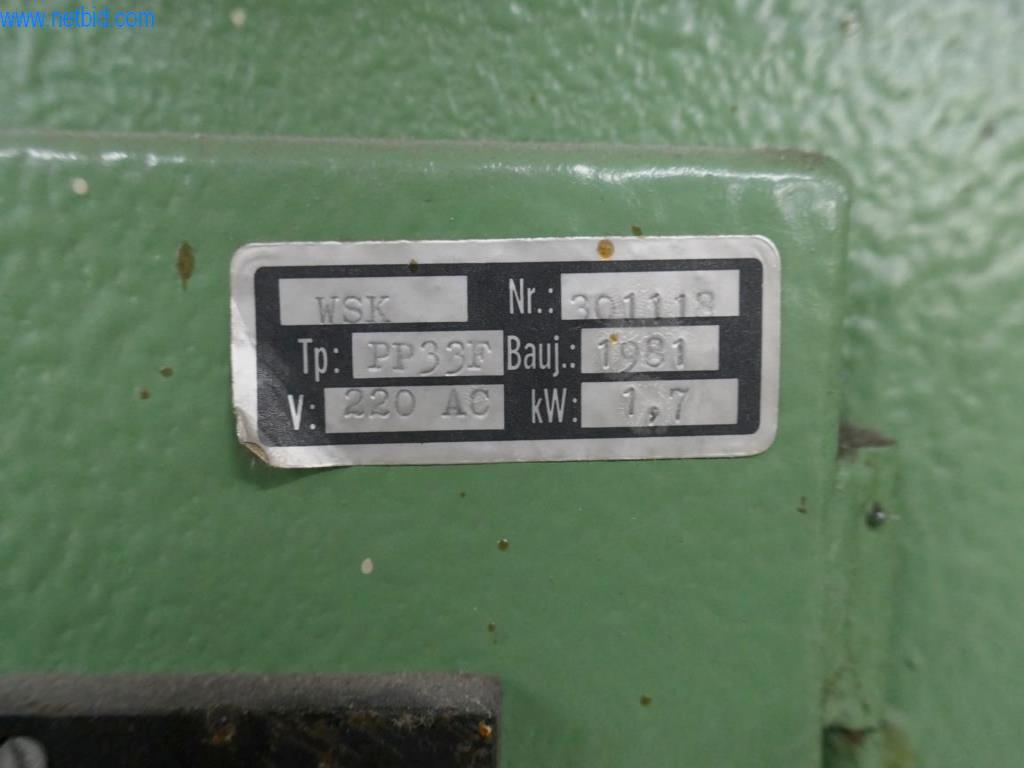 www.netbid.com
WSK Nr.: 301118
Tp: PP33F Bauj.: 1981
V: 220 AC kW: 1,7